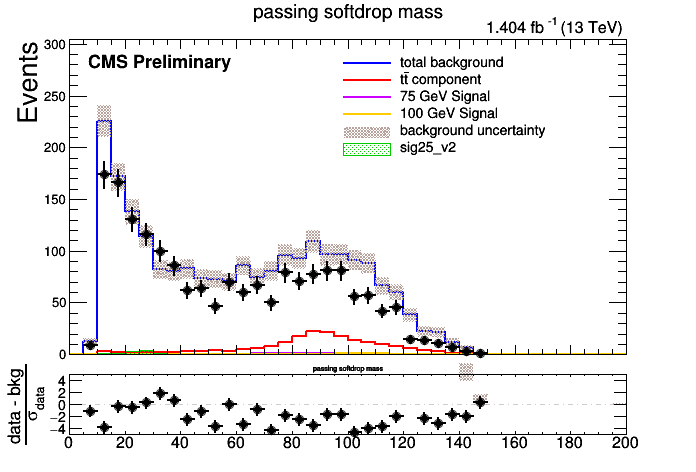 passing softdrop mass
1.404 fb⁻¹ (13 TeV)
Events
CMS Preliminary
total background
tt̄ component
75 GeV Signal
100 GeV Signal
background uncertainty
sig25_v2
300
250
200
150
100
50
0
passing softdrop mass
data - bkg
σ_data
4
2
0
−2
−4
0 20 40 60 80 100 120 140 160 180 200